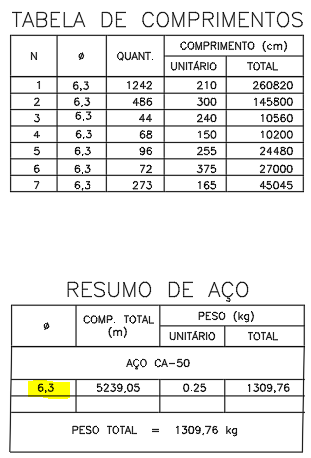 TABELA DE COMPRIMENTOS
N ø QUANT. COMPRIMENTO (cm)
UNITÁRIO TOTAL
1 6,3 1242 210 260820
2 6,3 486 300 145800
3 6,3 44 240 10560
4 6,3 68 150 10200
5 6,3 96 255 24480
6 6,3 72 375 27000
7 6,3 273 165 45045
RESUMO DE AÇO
ø COMP. TOTAL (m) PESO (kg)
UNITÁRIO TOTAL
AÇO CA-50
6,3 5239,05 0.25 1309,76
PESO TOTAL = 1309,76 kg